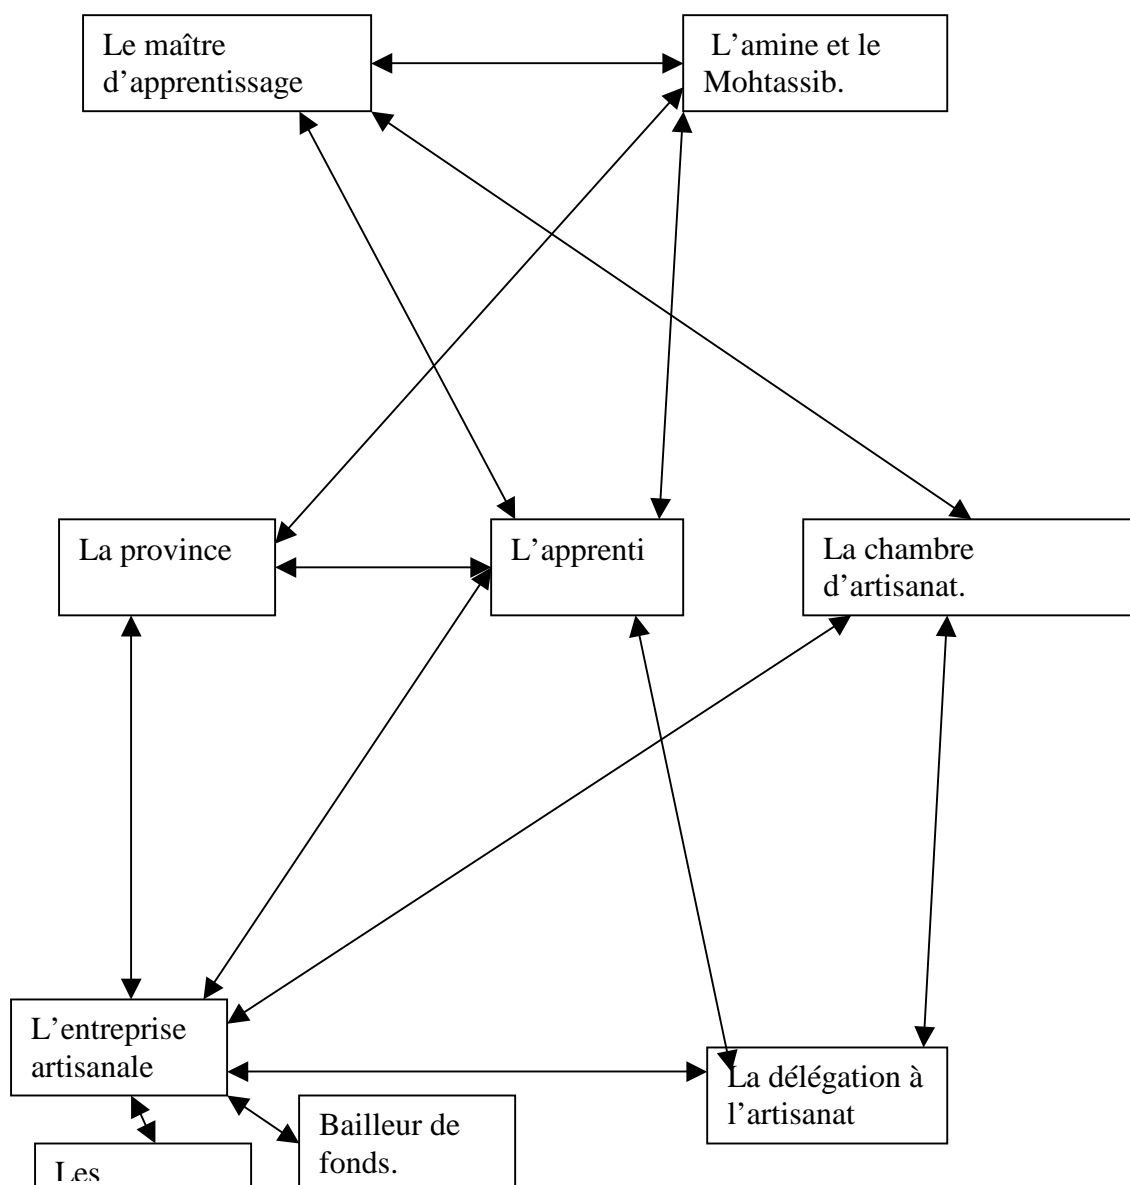 Le maître
d’apprentissage
L’amine et le
Mohtassib.
La province
L’apprenti
La chambre
d’artisanat.
L’entreprise
artisanale
La délégation à
l’artisanat
Bailleur de
fonds.
Les